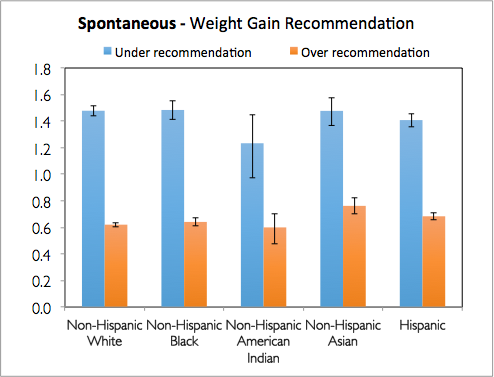 Spontaneous - Weight Gain Recommendation
Under recommendation
Over recommendation
1.8
1.6
1.4
1.2
1.0
0.8
0.6
0.4
0.2
0.0
Non-Hispanic White
Non-Hispanic Black
Non-Hispanic American Indian
Non-Hispanic Asian
Hispanic